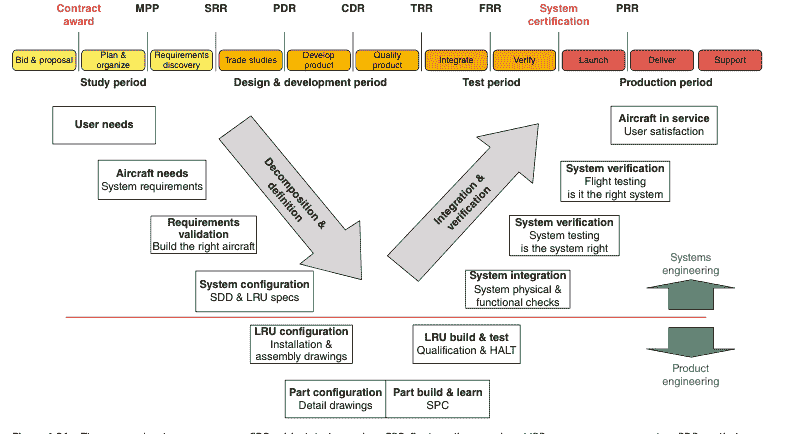 Contract award MPP SRR PDR CDR TRR FRR System certification PRR
Bid & proposal Plan & organize Requirements discovery Trade studies Develop product Quality product Integrate Verify Launch Deliver Support
Study period Design & development period Test period Production period
User needs
Aircraft in service
User satisfaction
Decomposition &
definition
Integration &
verification
Aircraft needs
System requirements
System verification
Flight testing
is it the right system
Requirements
validation
Build the right aircraft
System verification
System testing
is the system right
System configuration
SDD & LRU specs
System integration
System physical &
functional checks
Systems
engineering
LRU configuration
Installation &
assembly drawings
LRU build & test
Qualification & HALT
Product
engineering
Part configuration
Detail drawings
Part build & learn
SPC